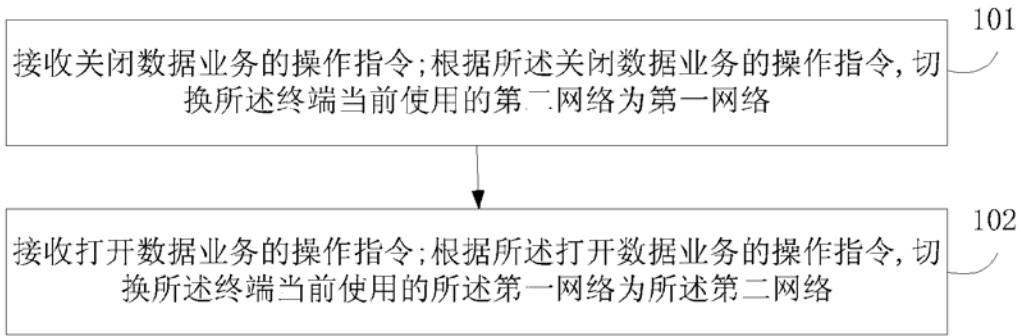 101
接收关闭数据业务的操作指令;根据所述关闭数据业务的操作指令,切
换所述终端当前使用的第二网络为第一网络
102
接收打开数据业务的操作指令;根据所述打开数据业务的操作指令,切
换所述终端当前使用的所述第一网络为所述第二网络